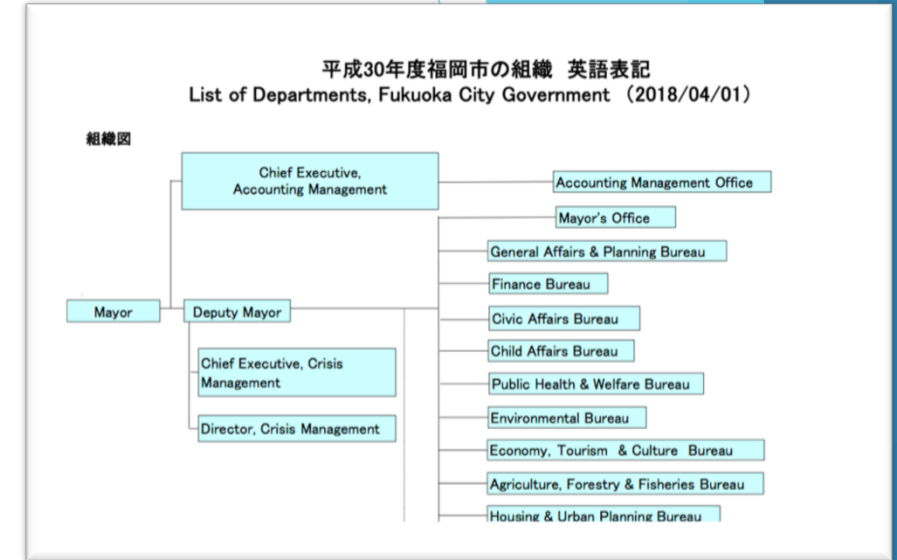 平成30年度福岡市の組織 英語表記
List of Departments, Fukuoka City Government （2018/04/01）
組織図
Chief Executive,
Accounting Management
Accounting Management Office
Mayor's Office
General Affairs & Planning Bureau
Finance Bureau
Mayor
Deputy Mayor
Civic Affairs Bureau
Child Affairs Bureau
Chief Executive, Crisis
Management
Public Health & Welfare Bureau
Environmental Bureau
Director, Crisis Management
Economy, Tourism & Culture Bureau
Agriculture, Forestry & Fisheries Bureau
Housing & Urban Planning Bureau